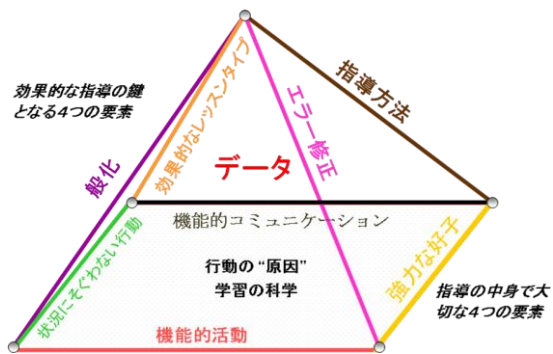 効果的な指導の鍵
となる4つの要素
般化
効果的なレッスンタイプ
エラー修正
指導方法
データ
機能的コミュニケーション
状況にそぐわない行動
行動の“原因”
学習の科学
強力な好子
指導の中身で大
切な4つの要素
機能的活動